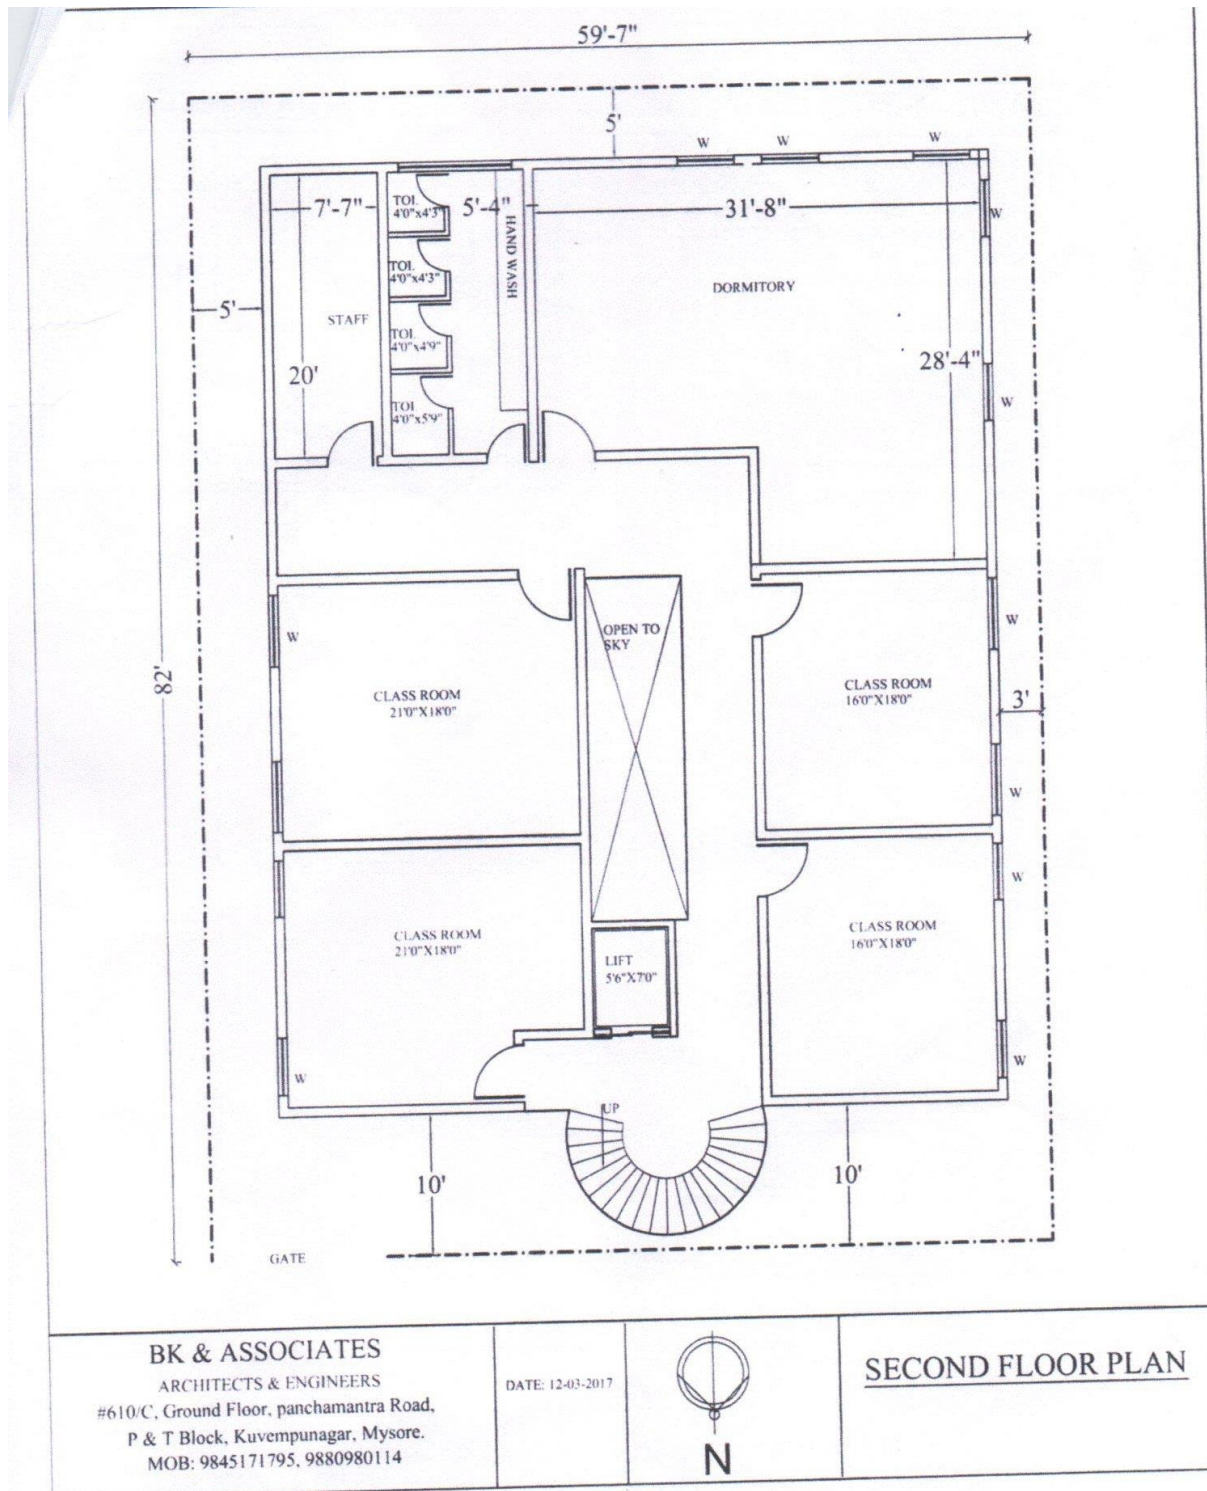 59'-7"
5'
W
W
W
TOI.
4'0"x4'3"
7'-7"
5'-4"
HAND WASH
31'-8"
W
TOI.
4'0"x4'3"
DORMITORY
5'
STAFF
TOI.
4'0"x4'9"
28'-4"
20'
TOI.
4'0"x5'9"
W
82'
W
OPEN TO
SKY
W
CLASS ROOM
21'0"X18'0"
CLASS ROOM
16'0"X18'0"
3'
W
W
CLASS ROOM
21'0"X18'0"
CLASS ROOM
16'0"X18'0"
LIFT
5'6"X7'0"
W
W
UP
10'
10'
GATE
BK & ASSOCIATES
ARCHITECTS & ENGINEERS
#610/C, Ground Floor, panchamantra Road,
P & T Block, Kuvempunagar, Mysore.
MOB: 9845171795, 9880980114
DATE: 12-03-2017
N
SECOND FLOOR PLAN